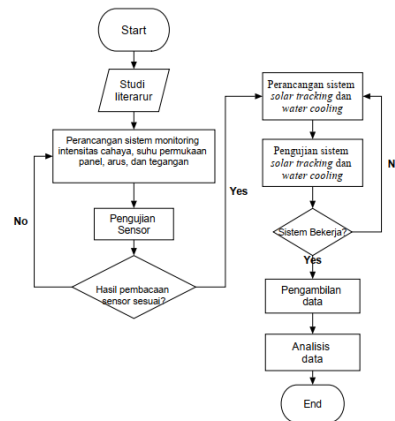 Start
Studi
literarur
Perancangan sistem monitoring
intensitas cahaya, suhu permukaan
panel, arus, dan tegangan
No
Pengujian
Sensor
Hasil pembacaan
sensor sesuai?
Yes
Perancangan sistem
solar tracking dan
water cooling
Pengujian sistem
solar tracking dan
water cooling
N
Sistem Bekerja?
Yes
Pengambilan
data
Analisis
data
End